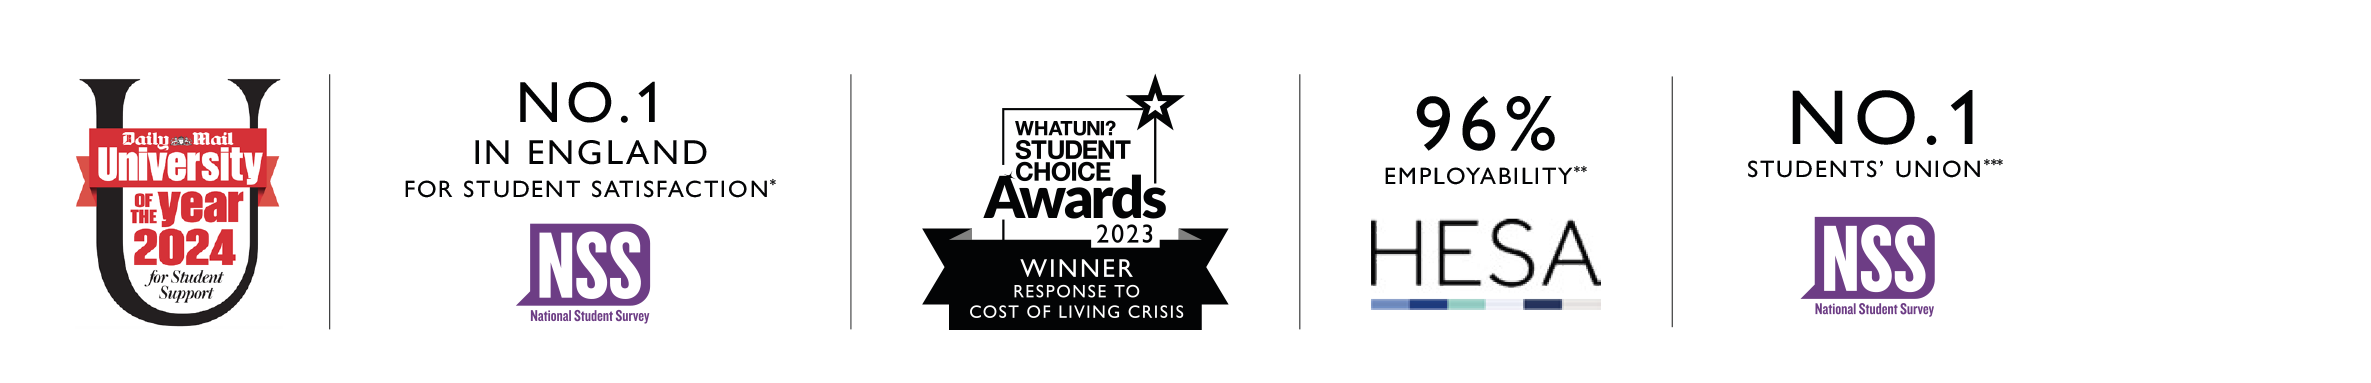 Daily Mail
University
OF THE year
2024
for Student
Support
NO.1
IN ENGLAND
FOR STUDENT SATISFACTION*
NSS
National Student Survey
WHATUNI?
STUDENT
CHOICE
Awards
2023
WINNER
RESPONSE TO
COST OF LIVING CRISIS
96%
EMPLOYABILITY**
HESA
NO.1
STUDENTS’ UNION***
NSS
National Student Survey